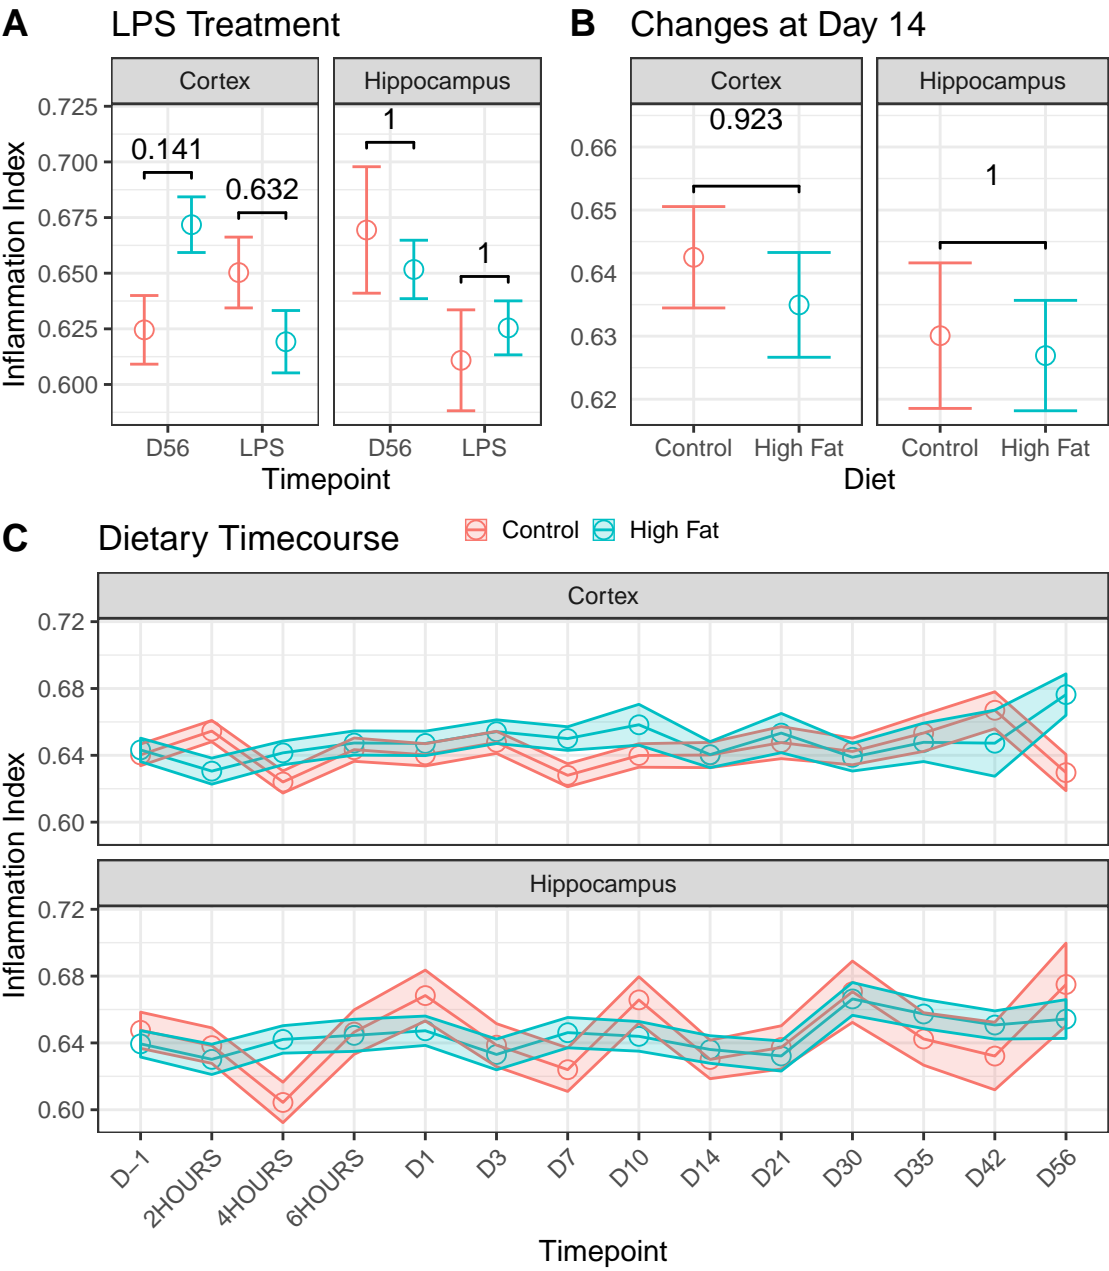 A LPS Treatment
Cortex Hippocampus
0.725
0.700
0.675
0.650
0.625
0.600
0.141
0.632
1
1
D56 LPS D56 LPS
Timepoint
Inflammation Index
B Changes at Day 14
Cortex Hippocampus
0.66
0.65
0.64
0.63
0.62
0.923
1
Control High Fat Control High Fat
Diet
C Dietary Timecourse
Control High Fat
Cortex
0.72
0.68
0.64
0.60
Hippocampus
0.72
0.68
0.64
0.60
Inflammation Index
D−1 2HOURS 4HOURS 6HOURS D1 D3 D7 D10 D14 D21 D30 D35 D42 D56
Timepoint